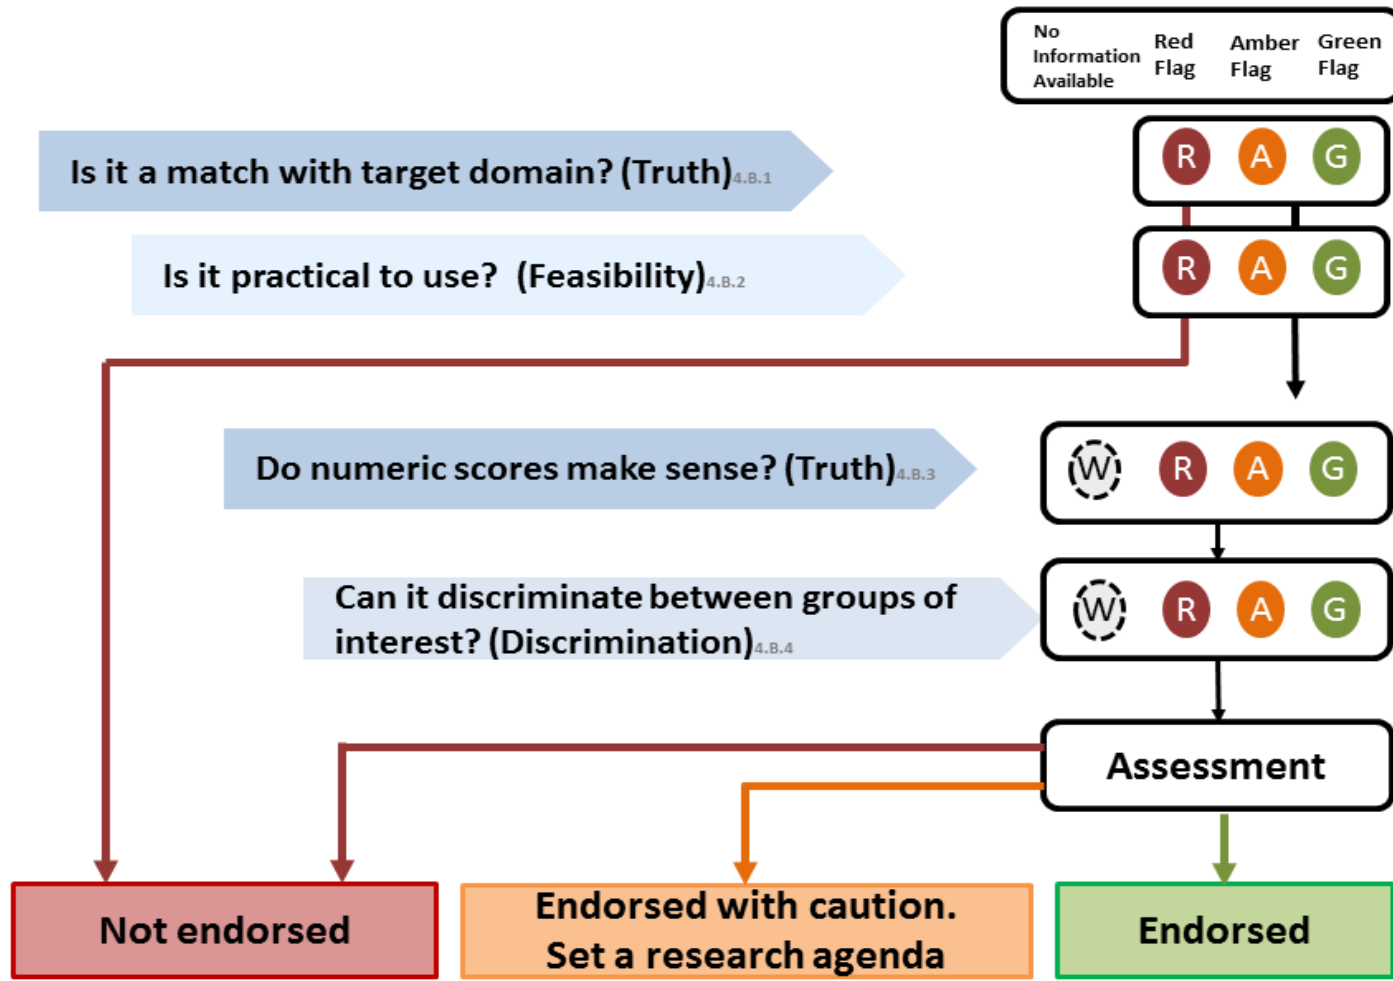 No Information Available
Red Flag
Amber Flag
Green Flag
Is it a match with target domain? (Truth)4.B.1
R A G
Is it practical to use? (Feasibility)4.B.2
R A G
Do numeric scores make sense? (Truth)4.B.3
W R A G
Can it discriminate between groups of
interest? (Discrimination)4.B.4
W R A G
Assessment
Not endorsed
Endorsed with caution.
Set a research agenda
Endorsed